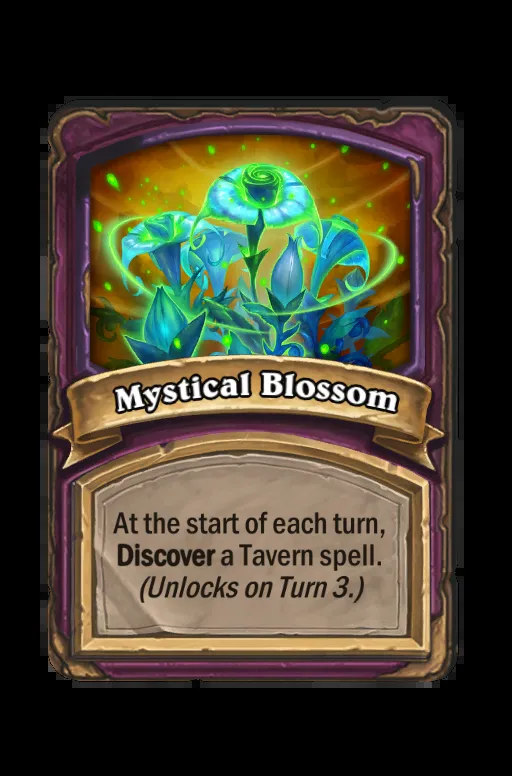 Mystical Blossom
At the start of each turn,
Discover a Tavern spell.
(Unlocks on Turn 3.)